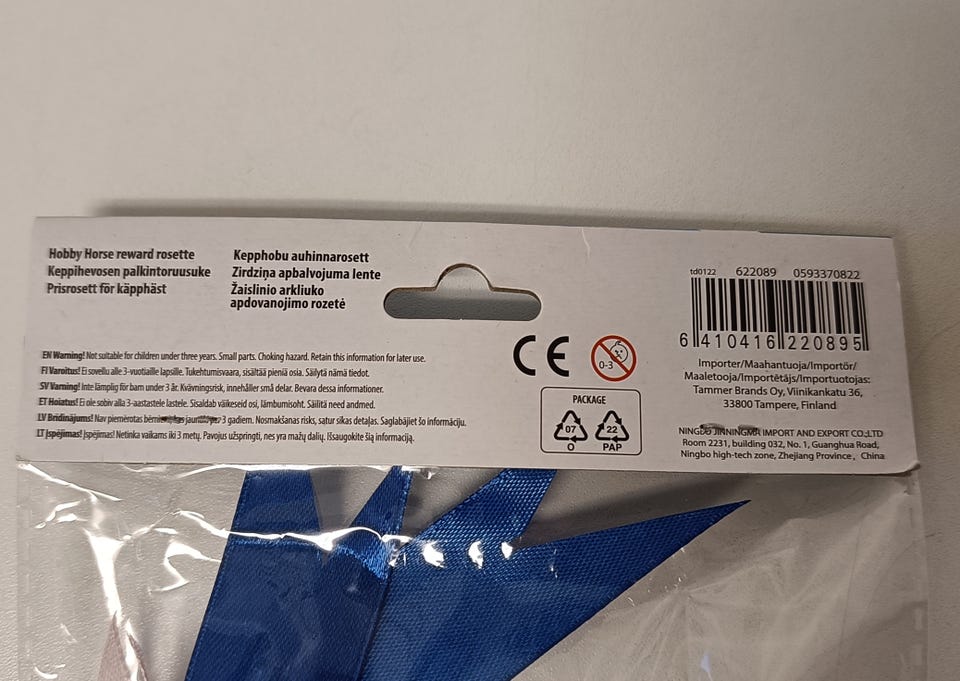 Hobby Horse reward rosette
Keppihevosen palkintoruusuke
Prisrosett för käpphäst
Kepphobu auhinnarosett
Zirdziņa apbalvojuma lente
Žaislinio arkliuko
apdovanojimo rozetė
EN Warning! Not suitable for children under three years. Small parts. Choking hazard. Retain this information for later use.
FI Varoitus! Ei sovellu alle 3-vuotiaille lapsille. Tukehtumisvaara, sisältää pieniä osia. Säilytä nämä tiedot.
SV Varning! Inte lämplig för barn under 3 år. Kvävningsrisk, innehåller små delar. Bevara dessa informationer.
ET Hoiatus! Ei ole sobiv alla 3-aastastele lastele. Sisaldab väikeseid osi, lämbumisoht. Säilitä need andmed.
LV Bridinājums! Nav piemērotas 3 gadiem. Nosmakšanas risks, satur sīkas detaļas. Saglabājiet šo informāciju.
LT Įspėjimas! Įspėjimas! Netinka vaikams iki 3 metų. Pavojus užspringti, nes yra mažų dalių. Išsaugokite šią informaciją.
CE
0-3
PACKAGE
07 22
O PAP
td0122 622089 0593370822
6 410416 220895
Importer/Maahantuoja/Importör/
Maaletooja/Importētājs/Importuotojas:
Tammer Brands Oy, Viinikankatu 36,
33800 Tampere, Finland
NINGBO JINNINGMA IMPORT AND EXPORT CO.;LTD
Room 2231, building 032, No. 1, Guanghua Road,
Ningbo high-tech zone, Zhejiang Province, China